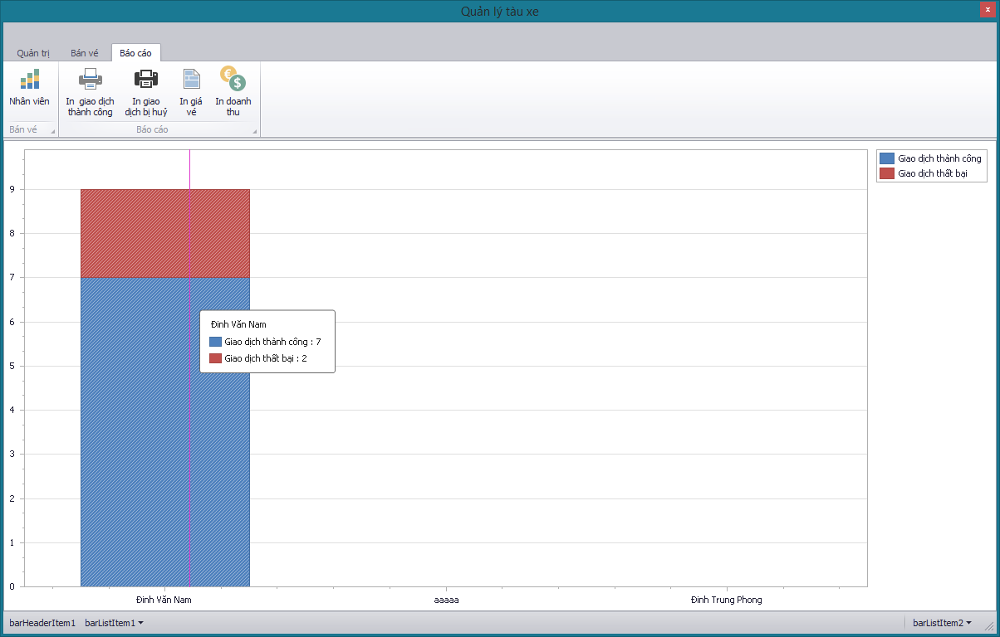 Quản lý tàu xe
x
Quản trị Bán vé Báo cáo
Nhân viên
In giao dịch
thành công
In giao
dịch bị huỷ
In giá
vé
In doanh
thu
€
$
Bán vé
Báo cáo
Giao dịch thành công
Giao dịch thất bại
9
8
7
6
5
4
3
2
1
0
Đinh Văn Nam
Giao dịch thành công : 7
Giao dịch thất bại : 2
Đinh Văn Nam
aaaaa
Đinh Trung Phong
barHeaderItem1 barListItem1
barListItem2